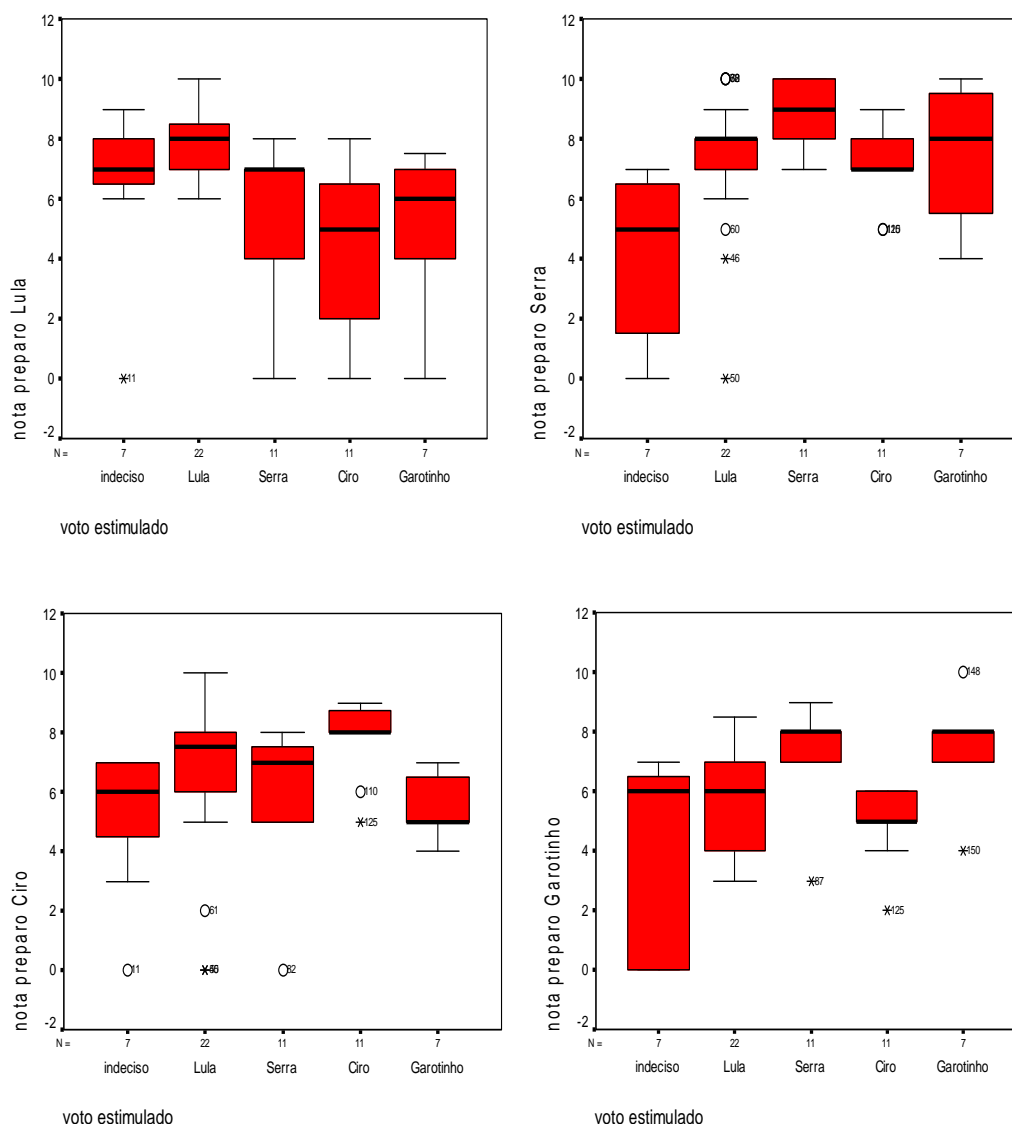 12
10
8
6
4
2
0
-2
nota preparo Lula
11
N = 7 22 11 11 7
indeciso Lula Serra Ciro Garotinho
voto estimulado
12
10
8
6
4
2
0
-2
nota preparo Serra
60
46
50
N = 7 22 11 11 7
indeciso Lula Serra Ciro Garotinho
voto estimulado
12
10
8
6
4
2
0
-2
nota preparo Ciro
11
61
82
110
125
N = 7 22 11 11 7
indeciso Lula Serra Ciro Garotinho
voto estimulado
12
10
8
6
4
2
0
-2
nota preparo Garotinho
87
125
148
150
N = 7 22 11 11 7
indeciso Lula Serra Ciro Garotinho
voto estimulado